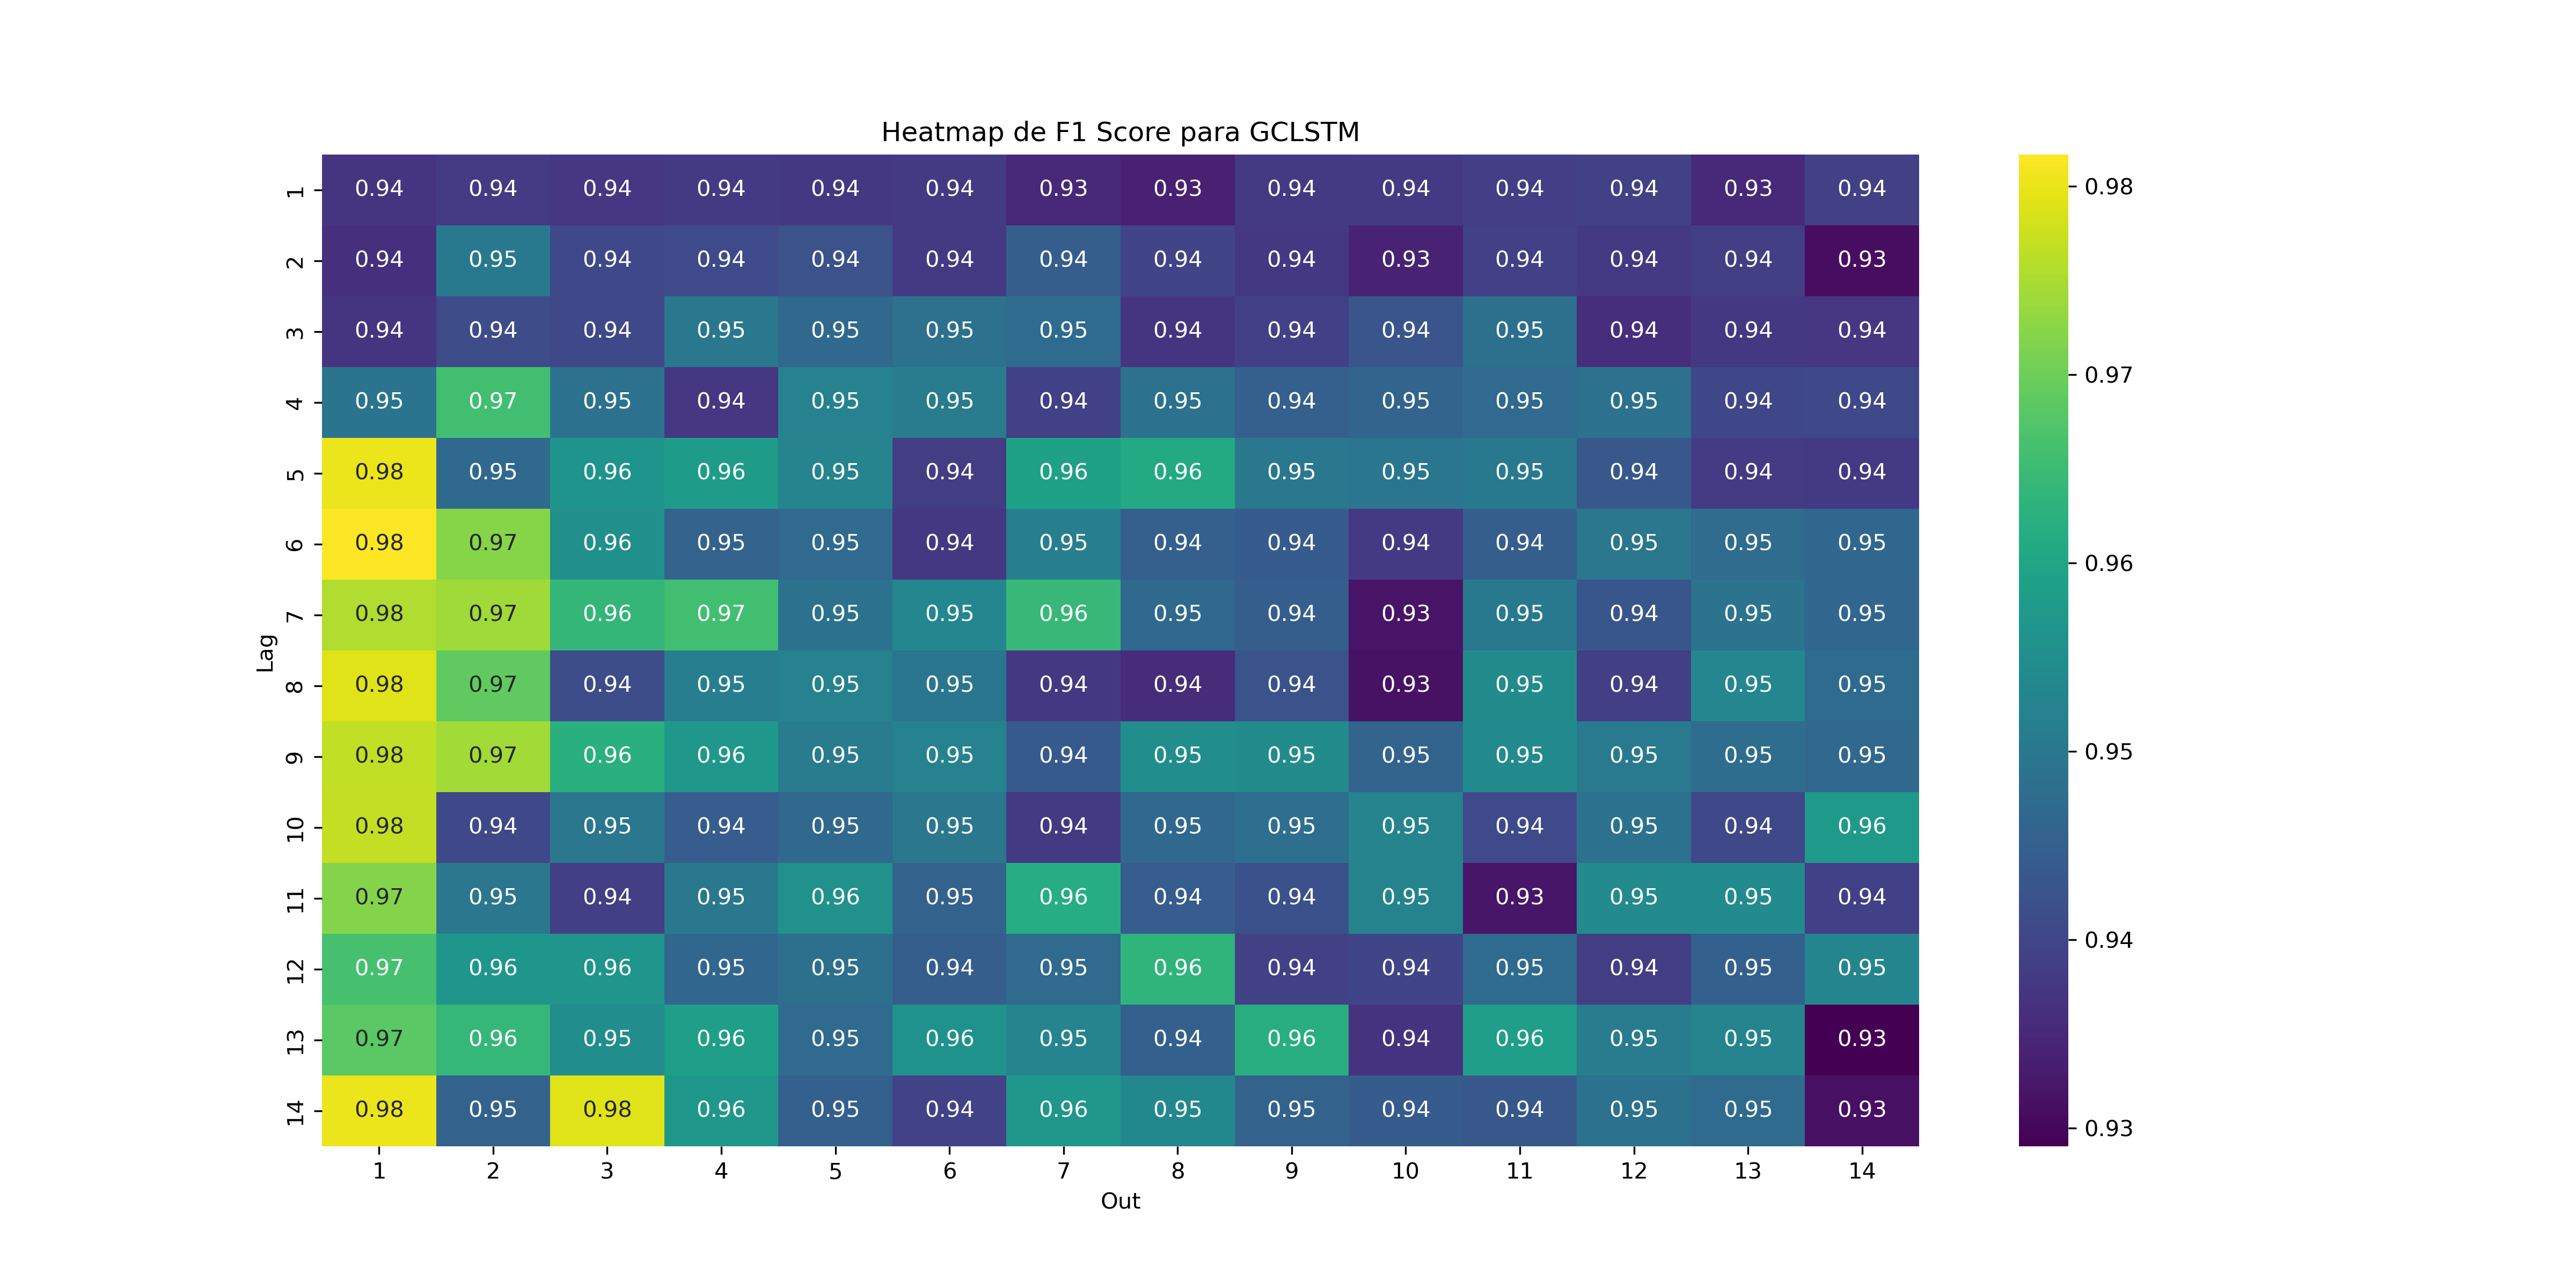 Heatmap de F1 Score para GCLSTM
1 0.94 0.94 0.94 0.94 0.94 0.94 0.93 0.93 0.94 0.94 0.94 0.94 0.93 0.94
2 0.94 0.95 0.94 0.94 0.94 0.94 0.94 0.94 0.94 0.93 0.94 0.94 0.94 0.93
3 0.94 0.94 0.94 0.95 0.95 0.95 0.95 0.94 0.94 0.94 0.95 0.94 0.94 0.94
4 0.95 0.97 0.95 0.94 0.95 0.95 0.94 0.95 0.94 0.95 0.95 0.95 0.94 0.94
5 0.98 0.95 0.96 0.96 0.95 0.94 0.96 0.96 0.95 0.95 0.95 0.94 0.94 0.94
6 0.98 0.97 0.96 0.95 0.95 0.94 0.95 0.94 0.94 0.94 0.94 0.95 0.95 0.95
7 0.98 0.97 0.96 0.97 0.95 0.95 0.96 0.95 0.94 0.93 0.95 0.94 0.95 0.95
8 0.98 0.97 0.94 0.95 0.95 0.95 0.94 0.94 0.94 0.93 0.95 0.94 0.95 0.95
9 0.98 0.97 0.96 0.96 0.95 0.95 0.94 0.95 0.95 0.95 0.95 0.95 0.95 0.95
10 0.98 0.94 0.95 0.94 0.95 0.95 0.94 0.95 0.95 0.95 0.94 0.95 0.94 0.96
11 0.97 0.95 0.94 0.95 0.96 0.95 0.96 0.94 0.94 0.95 0.93 0.95 0.95 0.94
12 0.97 0.96 0.96 0.95 0.95 0.94 0.95 0.96 0.94 0.94 0.95 0.94 0.95 0.95
13 0.97 0.96 0.95 0.96 0.95 0.96 0.95 0.94 0.96 0.94 0.96 0.95 0.95 0.93
14 0.98 0.95 0.98 0.96 0.95 0.94 0.96 0.95 0.95 0.94 0.94 0.95 0.95 0.93
Lag
1 2 3 4 5 6 7 8 9 10 11 12 13 14
Out
0.98
0.97
0.96
0.95
0.94
0.93